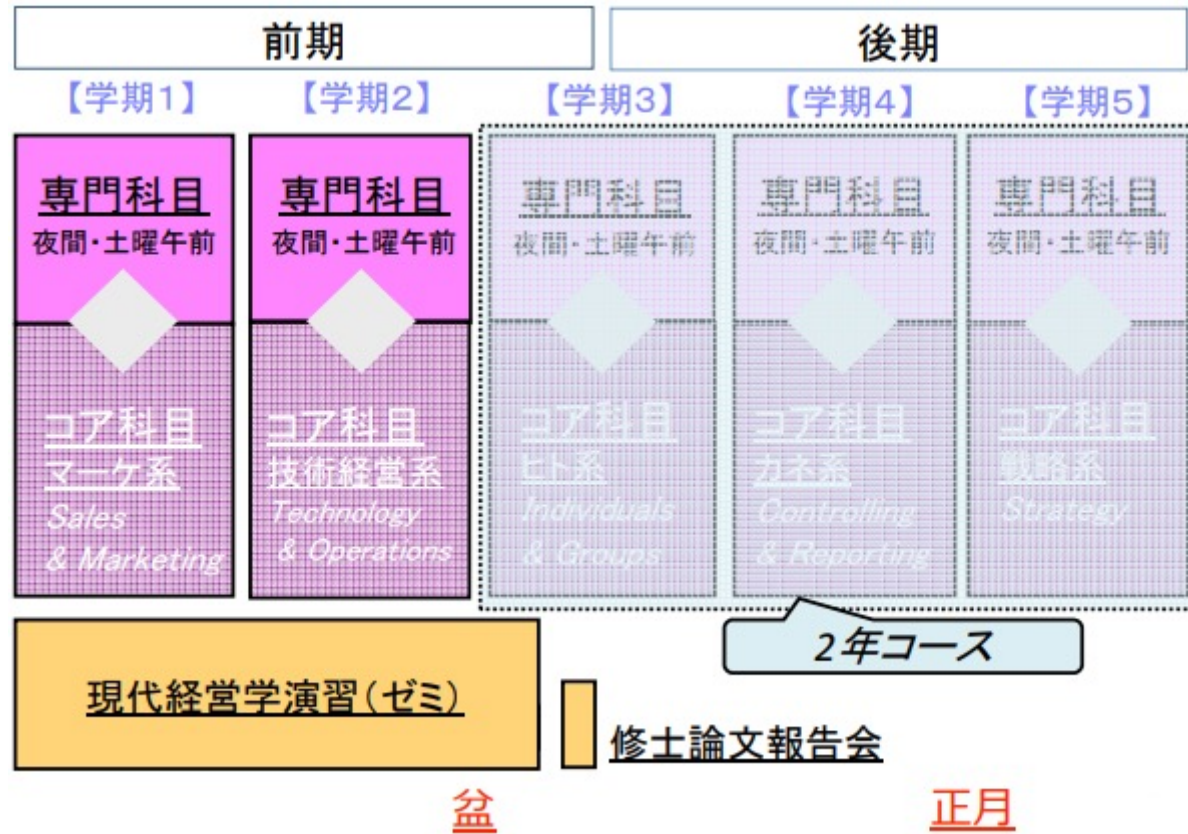 前期
後期
【学期1】
【学期2】
【学期3】
【学期4】
【学期5】
専門科目
夜間・土曜午前
専門科目
夜間・土曜午前
専門科目
夜間・土曜午前
専門科目
夜間・土曜午前
専門科目
夜間・土曜午前
コア科目
マーケ系
Sales
& Marketing
コア科目
技術経営系
Technology
& Operations
コア科目
ヒト系
Individuals
& Groups
コア科目
カネ系
Controlling
& Reporting
コア科目
戦略系
Strategy
2年コース
現代経営学演習(ゼミ)
修士論文報告会
盆
正月